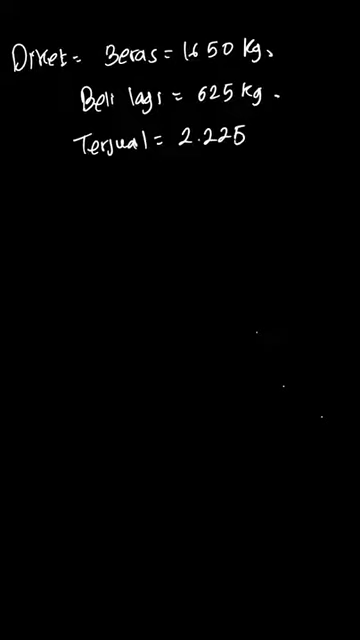 Diket = Beras = 1.650 Kg.
Beli lagi = 625 Kg.
Terjual = 2.225